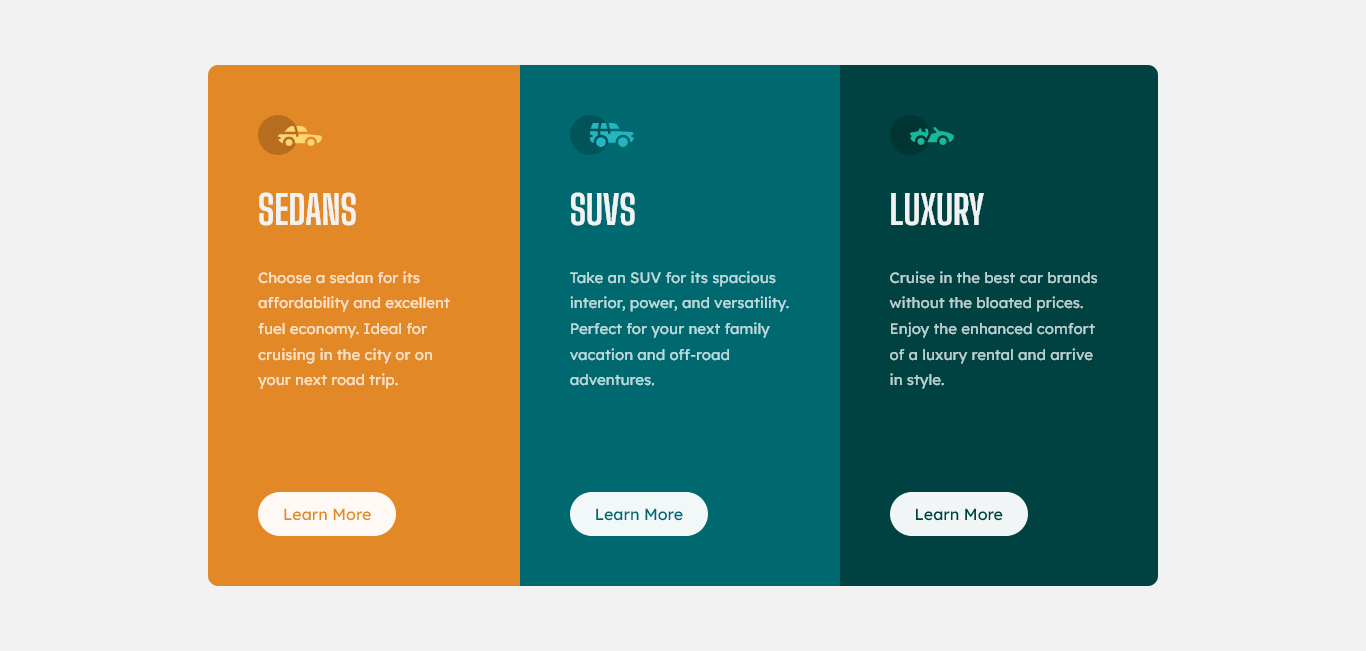 SEDANS
Choose a sedan for its
affordability and excellent
fuel economy. Ideal for
cruising in the city or on
your next road trip.
Learn More
SUVS
Take an SUV for its spacious
interior, power, and versatility.
Perfect for your next family
vacation and off-road
adventures.
Learn More
LUXURY
Cruise in the best car brands
without the bloated prices.
Enjoy the enhanced comfort
of a luxury rental and arrive
in style.
Learn More